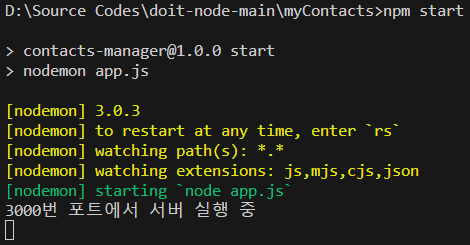 D:\Source Codes\doit-node-main\myContacts>npm start
> contacts-manager@1.0.0 start
> nodemon app.js
[nodemon] 3.0.3
[nodemon] to restart at any time, enter `rs`
[nodemon] watching path(s): *.*
[nodemon] watching extensions: js,mjs,cjs,json
[nodemon] starting `node app.js`
3000번 포트에서 서버 실행 중